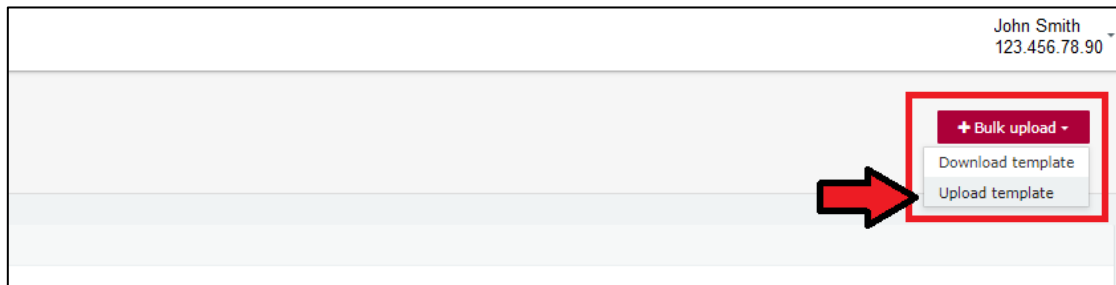 John Smith
123.456.78.90
+ Bulk upload
Download template
Upload template